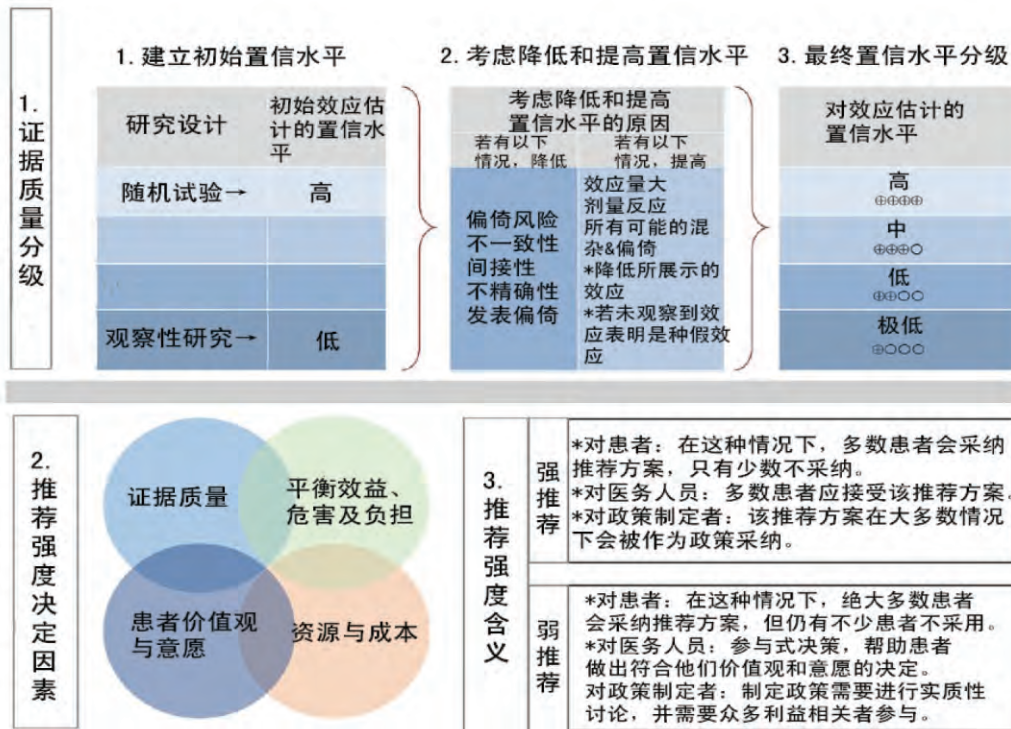 1. 证据质量分级
1. 建立初始置信水平
研究设计
初始效应估
计的置信水
平
随机试验→
高
观察性研究→
低
2. 考虑降低和提高置信水平
考虑降低和提高
置信水平的原因
若有以下
情况，降低
若有以下
情况，提高
偏倚风险
不一致性
间接性
不精确性
发表偏倚
效应量大
剂量反应
所有可能的混
杂&偏倚
*降低所展示的
效应
*若未观察到效
应表明是种假效
应
3. 最终置信水平分级
对效应估计的
置信水平
高
⊕⊕⊕⊕
中
⊕⊕⊕○
低
⊕⊕○○
极低
⊕○○○
2. 推荐强度决定因素
证据质量
平衡效益、
危害及负担
患者价值观
与意愿
资源与成本
3. 推荐强度含义
强推荐
*对患者：在这种情况下，多数患者会采纳
推荐方案，只有少数不采纳。
*对医务人员：多数患者应接受该推荐方案。
*对政策制定者：该推荐方案在大多数情况
下会被作为政策采纳。
弱推荐
*对患者：在这种情况下，绝大多数患者
会采纳推荐方案，但仍有不少患者不采用。
*对医务人员：参与式决策，帮助患者
做出符合他们价值观和意愿的决定。
对政策制定者：制定政策需要进行实质性
讨论，并需要众多利益相关者参与。